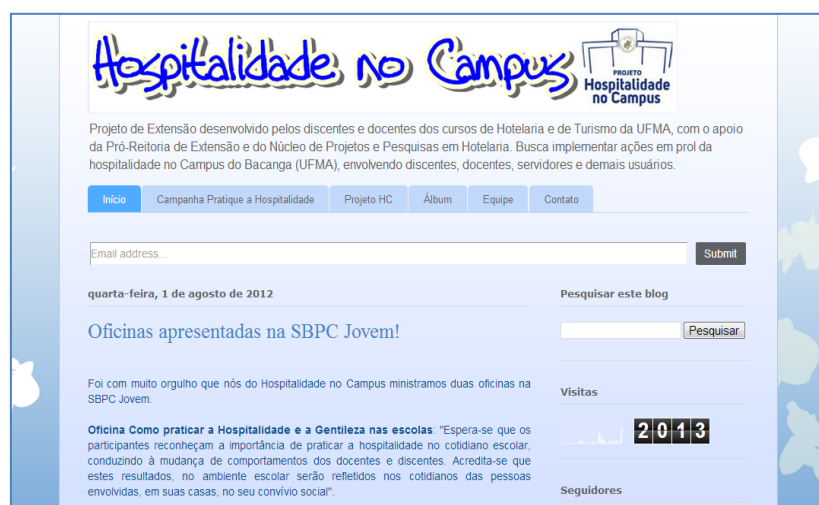 Hospitalidade no Campus
PROJETO
Hospitalidade
no Campus
Projeto de Extensão desenvolvido pelos discentes e docentes dos cursos de Hotelaria e de Turismo da UFMA, com o apoio
da Pró-Reitoria de Extensão e do Núcleo de Projetos e Pesquisas em Hotelaria. Busca implementar ações em prol da
hospitalidade no Campus do Bacanga (UFMA), envolvendo discentes, docentes, servidores e demais usuários.
Início Campanha Pratique a Hospitalidade Projeto HC Álbum Equipe Contato
Email address... Submit
quarta-feira, 1 de agosto de 2012
Oficinas apresentadas na SBPC Jovem!
Foi com muito orgulho que nós do Hospitalidade no Campus ministramos duas oficinas na
SBPC Jovem.
Oficina Como praticar a Hospitalidade e a Gentileza nas escolas: "Espera-se que os
participantes reconheçam a importância de praticar a hospitalidade no cotidiano escolar,
conduzindo à mudança de comportamentos dos docentes e discentes. Acredita-se que
estes resultados, no ambiente escolar serão refletidos nos cotidianos das pessoas
envolvidas, em suas casas, no seu convívio social".
Pesquisar este blog
Pesquisar
Visitas
2013
Seguidores